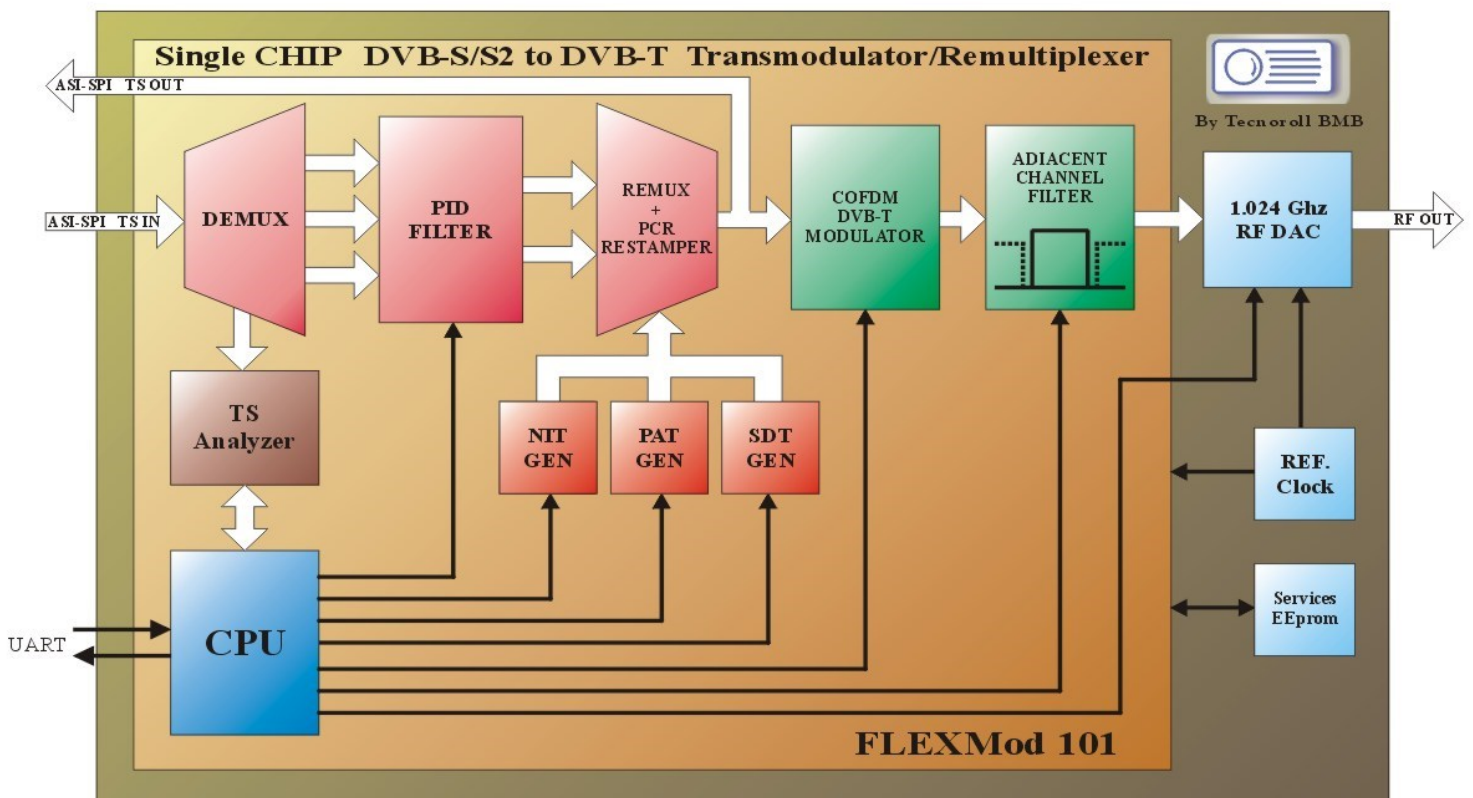 Single CHIP DVB-S/S2 to DVB-T Transmodulator/Remultiplexer
ASI-SPI TS OUT
By Tecnoroll BMB
ASI-SPI TS IN
DEMUX
PID
FILTER
REMUX
+
PCR
RESTAMPER
COFDM
DVB-T
MODULATOR
ADIACENT
CHANNEL
FILTER
1.024 Ghz
RF DAC
RF OUT
TS
Analyzer
NIT
GEN
PAT
GEN
SDT
GEN
REF.
Clock
Services
EEprom
UART
CPU
FLEXMod 101